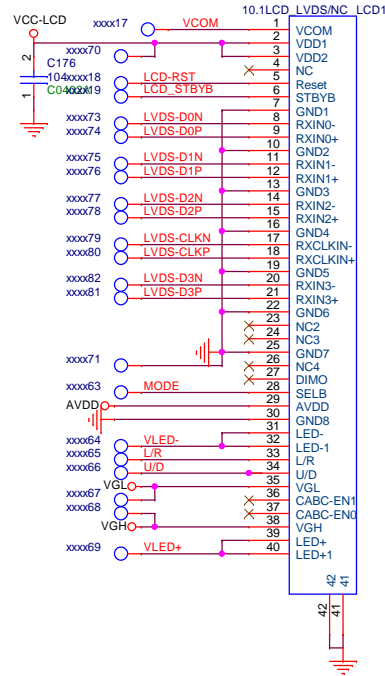 10.1LCD_LVDS/NC_LCD1
VCC-LCD
xxxx17 VCOM 1 VCOM
2 VDD1
xxxx70 3 VDD2
2 C176 4 NC
104 xxxx18 LCD-RST 5 Reset
1 C0402A xxxx19 LCD_STBYB 6 STBYB
7 GND1
xxxx73 LVDS-D0N 8 RXIN0-
xxxx74 LVDS-D0P 9 RXIN0+
10 GND2
xxxx75 LVDS-D1N 11 RXIN1-
xxxx76 LVDS-D1P 12 RXIN1+
13 GND3
xxxx77 LVDS-D2N 14 RXIN2-
xxxx78 LVDS-D2P 15 RXIN2+
16 GND4
xxxx79 LVDS-CLKN 17 RXCLKIN-
xxxx80 LVDS-CLKP 18 RXCLKIN+
19 GND5
xxxx82 LVDS-D3N 20 RXIN3-
xxxx81 LVDS-D3P 21 RXIN3+
22 GND6
23 NC2
24 NC3
25 GND7
xxxx71 26 NC4
27 DIMO
xxxx63 MODE 28 SELB
AVDD 29 AVDD
30 GND8
31 LED-
xxxx64 VLED- 32 LED-1
xxxx65 L/R 33 L/R
xxxx66 U/D 34 U/D
VGL 35 VGL
xxxx67 36 CABC-EN1
xxxx68 37 CABC-EN0
VGH 38 VGH
39 LED+
xxxx69 VLED+ 40 LED+1
42 41
42 41